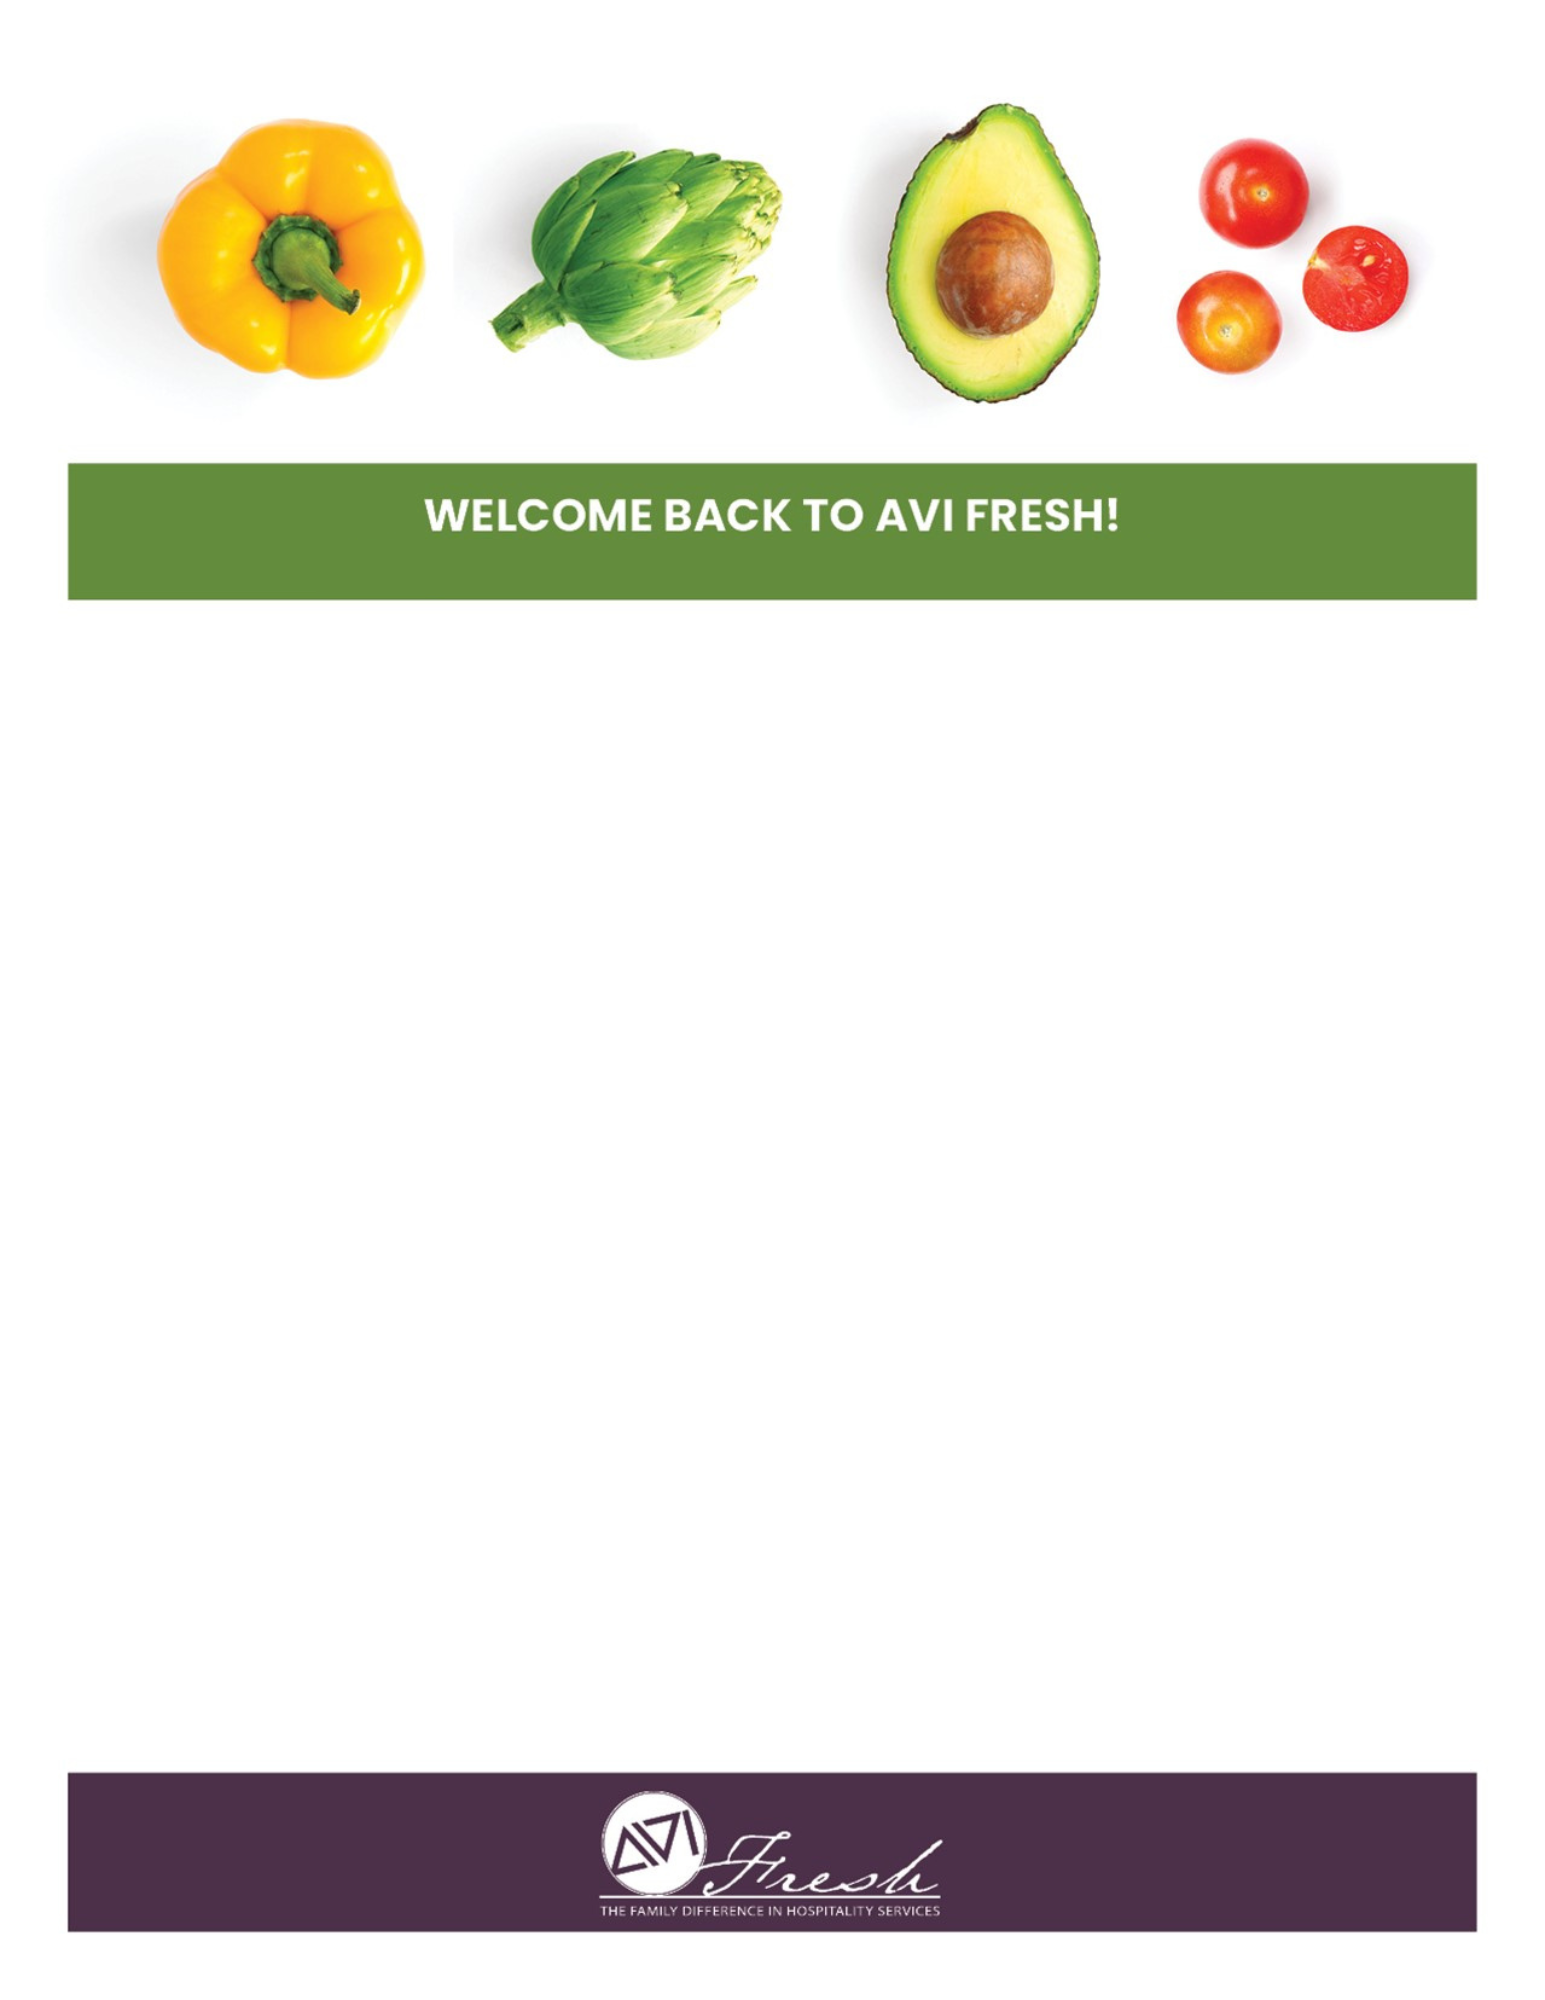 WELCOME BACK TO AVI FRESH!
AVI Fresh
THE FAMILY DIFFERENCE IN HOSPITALITY SERVICES